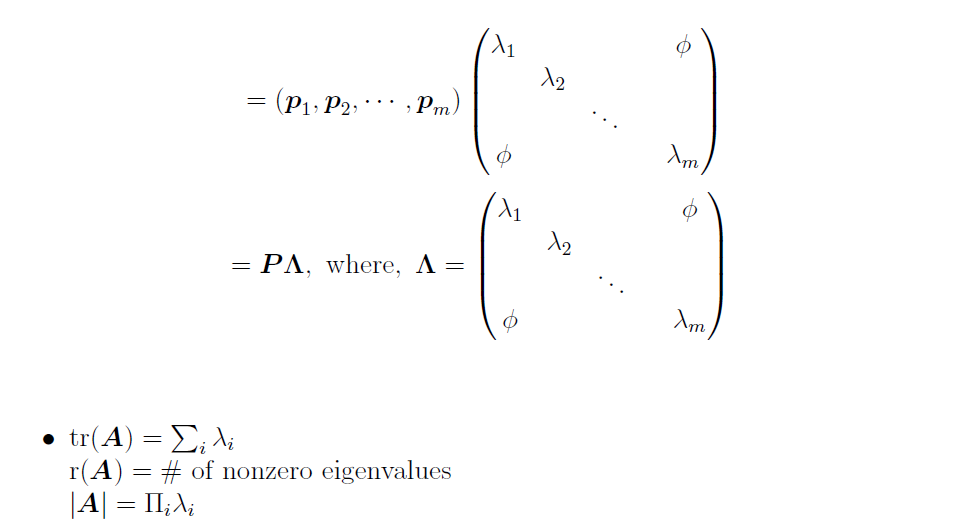 λ₁ ϕ
λ₂
= (p₁, p₂, ⋯ , pₘ)
⋱
ϕ λₘ
λ₁ ϕ
λ₂
= PΛ, where, Λ =
⋱
ϕ λₘ
• tr(A) = ∑ᵢ λᵢ
r(A) = # of nonzero eigenvalues
|A| = Πᵢλᵢ